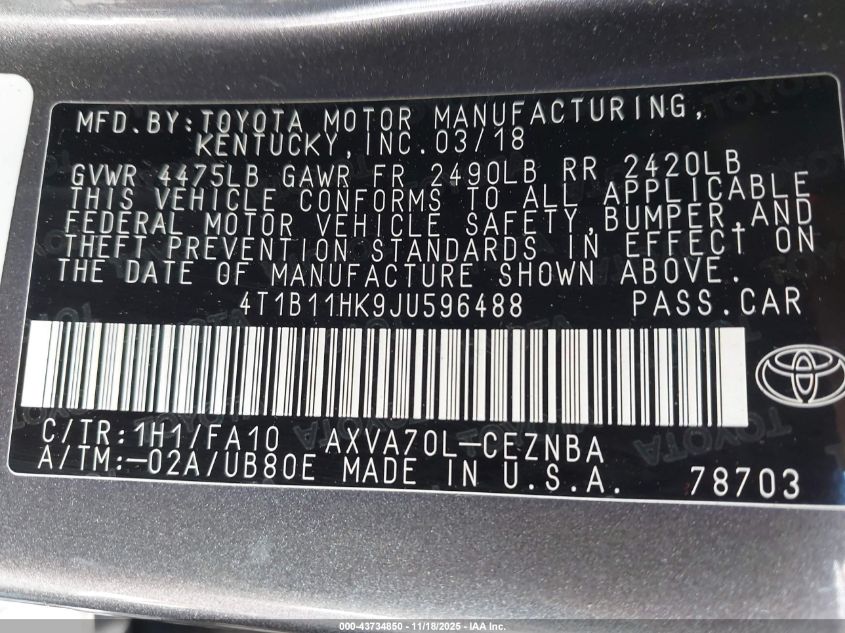 MFD.BY:TOYOTA MOTOR MANUFACTURING,
KENTUCKY,INC.03/18
GVWR 4475LB GAWR FR 2490LB RR 2420LB
THIS VEHICLE CONFORMS TO ALL APPLICABLE
FEDERAL MOTOR VEHICLE SAFETY,BUMPER,AND
THEFT PREVENTION STANDARDS IN EFFECT ON
THE DATE OF MANUFACTURE SHOWN ABOVE.
4T1B11HK9JU596488 PASS.CAR
C/TR:1H1/FA10 AXVA70L-CEZNBA
A/TM:-02A/UB80E MADE IN U.S.A. 78703
000-43734850 - 11/18/2025 - IAA Inc.